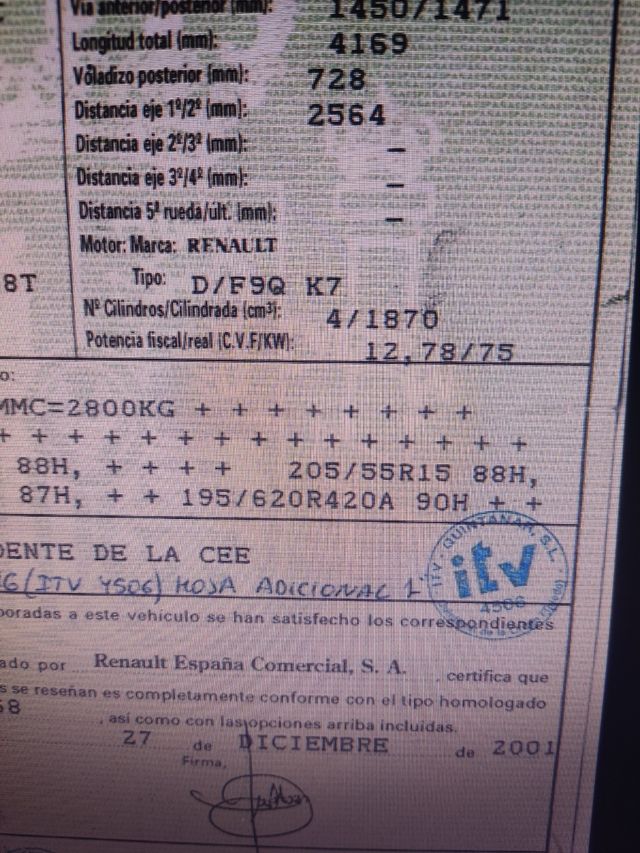 Vía anterior/posterior (mm): 1450/1471
Longitud total (mm): 4169
Voladizo posterior (mm): 728
Distancia eje 1º/2º (mm): 2564
Distancia eje 2º/3º (mm): —
Distancia eje 3º/4º (mm): —
Distancia 5ª rueda/últ. (mm): —
Motor: Marca: RENAULT
8T Tipo: D/F9Q K7
Nº Cilindros/Cilindrada (cm³): 4/1870
Potencia fiscal/real (C.V.F/KW): 12,78/75
o:
MMC=2800KG + + + + + + + +
+ + + + + + + + + + + + + + +
88H, + + + + 205/55R15 88H,
87H, + + 195/620R420A 90H + +
DENTE DE LA CEE
G (ITV 4506) HOJA ADICIONAL 1
ITV - QUINTANAR, S.L.
itv
4506
poradas a este vehículo se han satisfecho los correspondientes
ado por Renault España Comercial, S. A. , certifica que
s se reseñan es completamente conforme con el tipo homologado
68 , así como con las opciones arriba incluidas.
27 de DICIEMBRE de 2001
Firma,